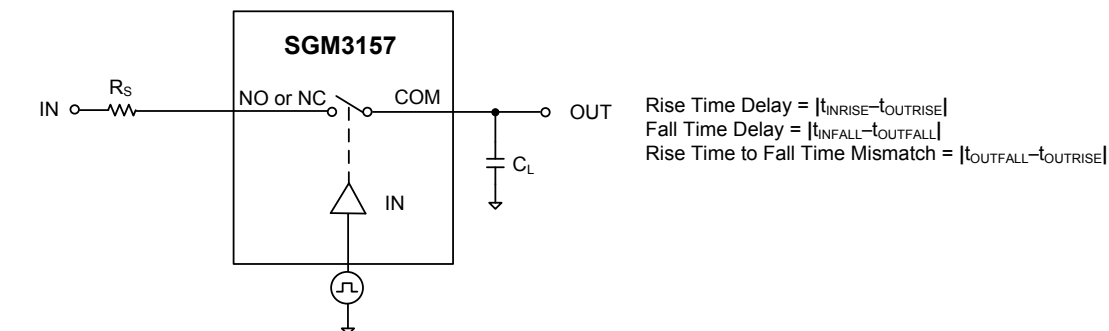 SGM3157
IN
RS
NO or NC
COM
OUT
CL
IN
Rise Time Delay = |tINRISE–tOUTRISE|
Fall Time Delay = |tINFALL–tOUTFALL|
Rise Time to Fall Time Mismatch = |tOUTFALL–tOUTRISE|